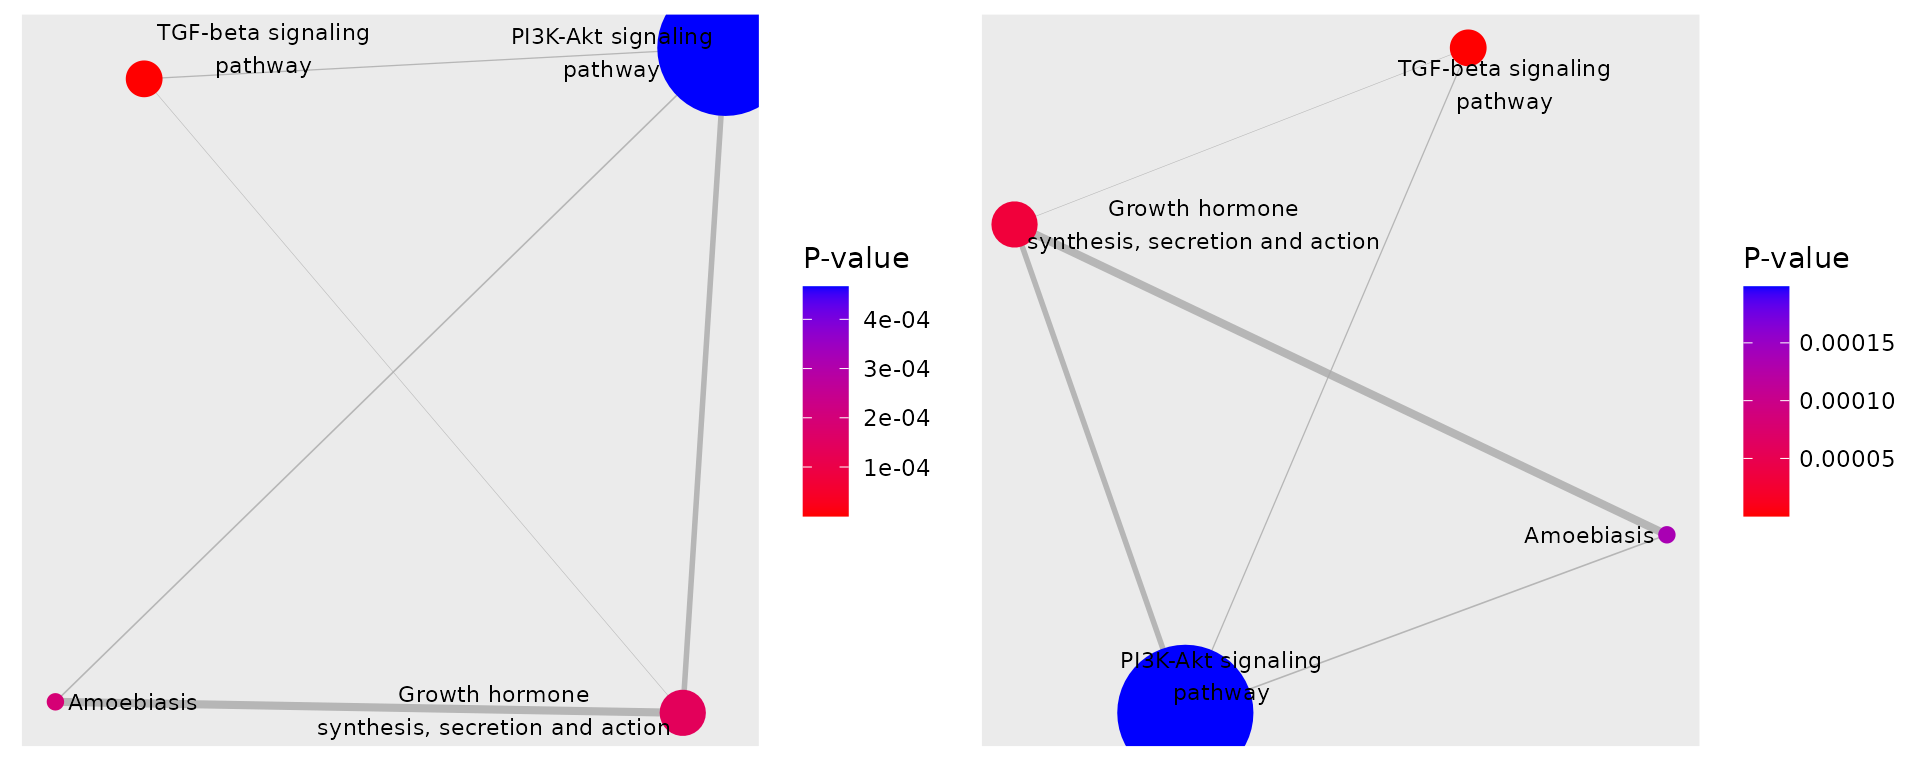 TGF-beta signaling
pathway
PI3K-Akt signaling
pathway
Amoebiasis
Growth hormone
synthesis, secretion and action
P-value
4e-04
3e-04
2e-04
1e-04
TGF-beta signaling
pathway
Growth hormone
synthesis, secretion and action
Amoebiasis
PI3K-Akt signaling
pathway
P-value
0.00015
0.00010
0.00005